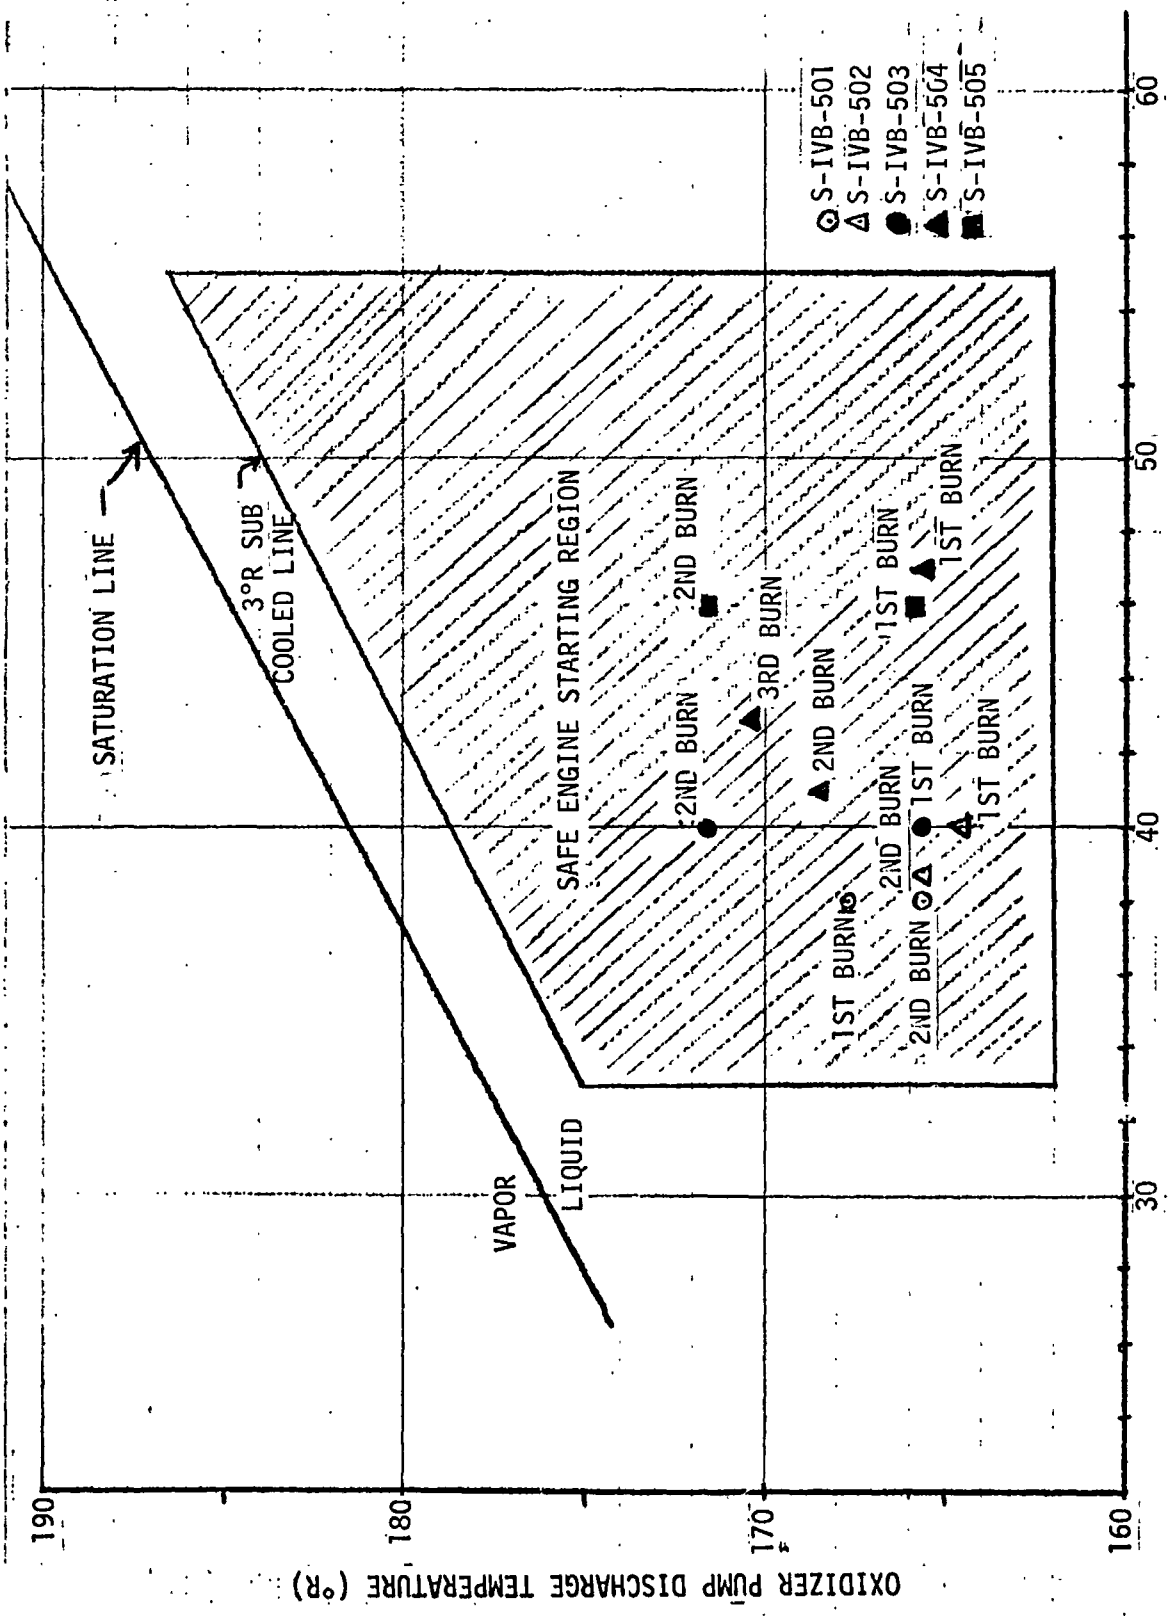 OXIDIZER PUMP DISCHARGE TEMPERATURE (°R)
190
180
170
160
30
40
50
60
SATURATION LINE
3°R SUB
COOLED LINE
VAPOR
LIQUID
SAFE ENGINE STARTING REGION
2ND BURN
2ND BURN
3RD BURN
2ND BURN
1ST BURN
1ST BURN
1ST BURN
2ND BURN
1ST BURN
2ND BURN
1ST BURN
S-IVB-501
S-IVB-502
S-IVB-503
S-IVB-504
S-IVB-505